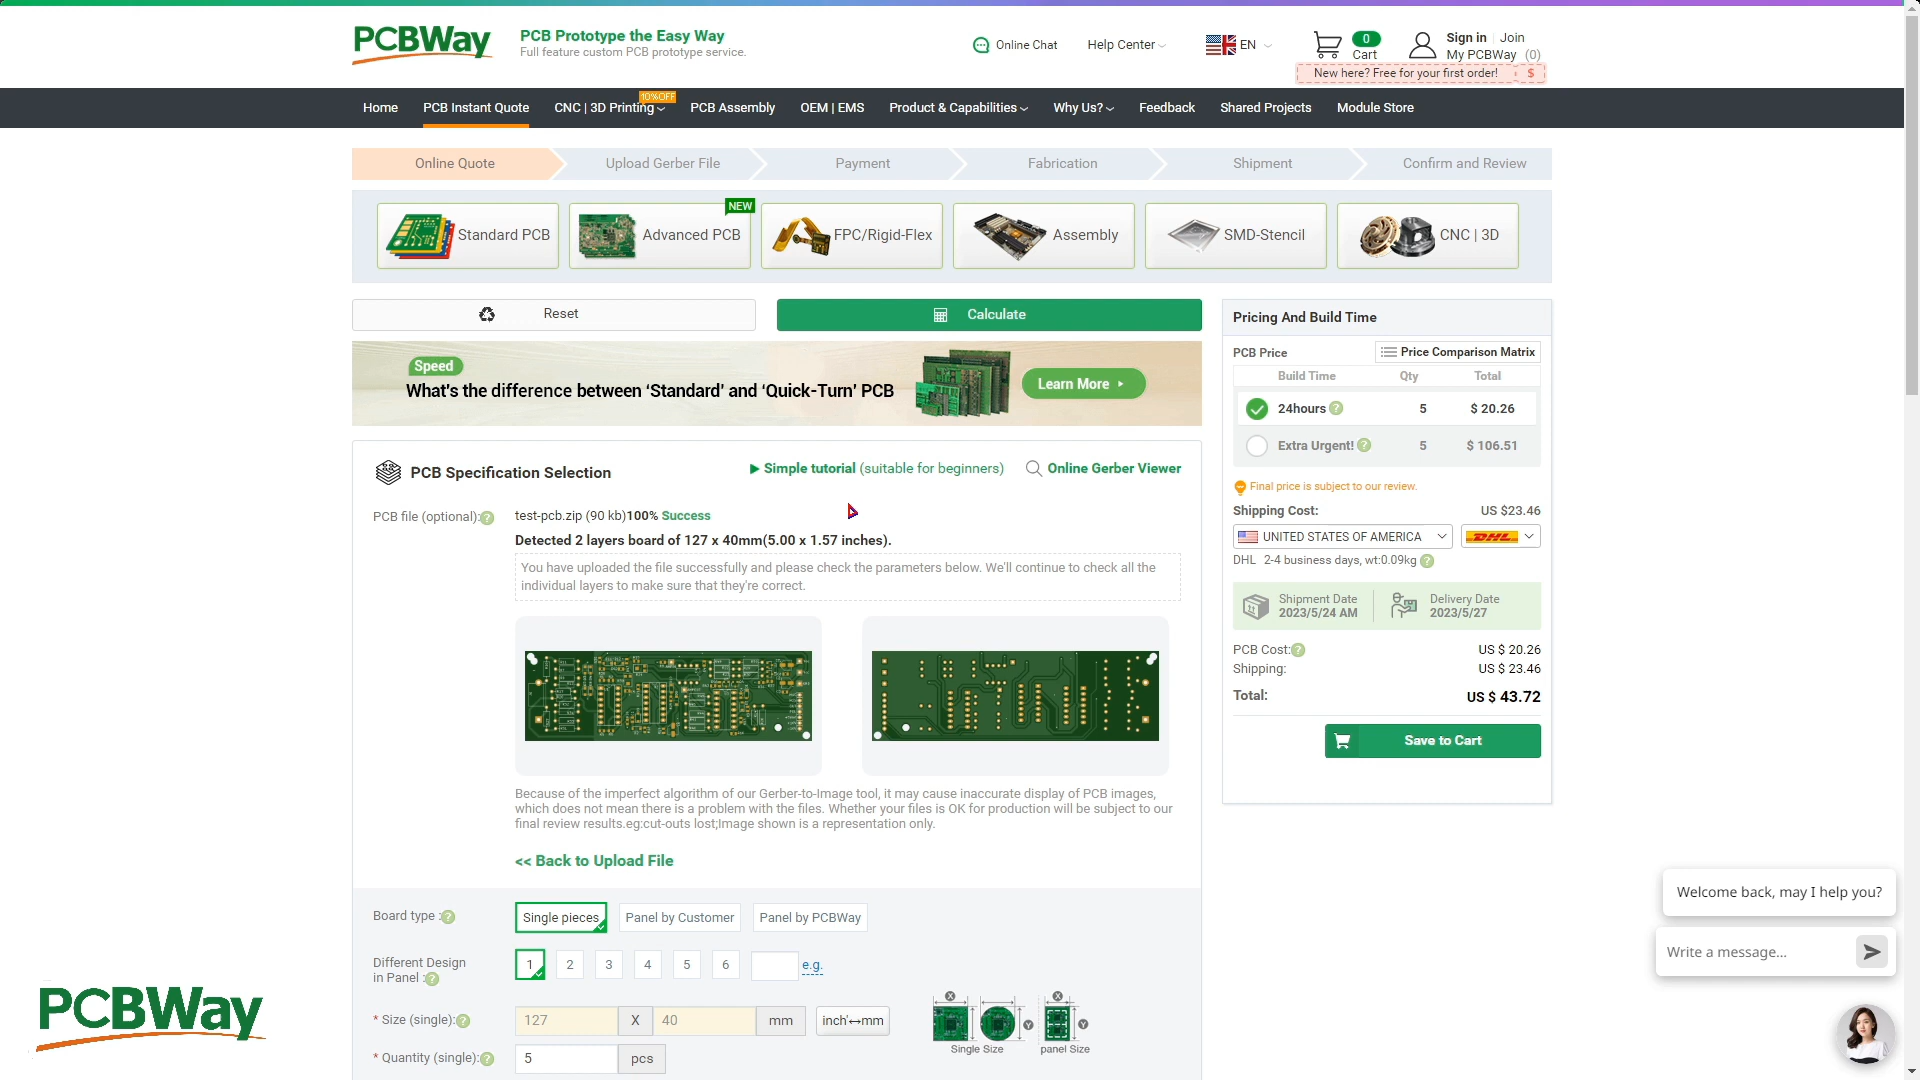 PCBWay
PCB Prototype the Easy Way
Full feature custom PCB prototype service.
Online Chat
Help Center
EN
0
Cart
Sign in
Join
My PCBWay (0)
New here? Free for your first order!
$
Home
PCB Instant Quote
CNC | 3D Printing
10%OFF
PCB Assembly
OEM | EMS
Product & Capabilities
Why Us?
Feedback
Shared Projects
Module Store
Online Quote
Upload Gerber File
Payment
Fabrication
Shipment
Confirm and Review
Standard PCB
NEW
Advanced PCB
FPC/Rigid-Flex
Assembly
SMD-Stencil
CNC | 3D
Reset
Calculate
Speed
What's the difference between ‘Standard’ and ‘Quick-Turn’ PCB
Learn More
PCB Specification Selection
Simple tutorial (suitable for beginners)
Online Gerber Viewer
PCB file (optional):
test-pcb.zip (90 kb)100% Success
Detected 2 layers board of 127 x 40mm(5.00 x 1.57 inches).
You have uploaded the file successfully and please check the parameters below. We'll continue to check all the
individual layers to make sure that they're correct.
Because of the imperfect algorithm of our Gerber-to-Image tool, it may cause inaccurate display of PCB images,
which does not mean there is a problem with the files. Whether your files is OK for production will be subject to our
final review results.eg:cut-outs lost;Image shown is a representation only.
<< Back to Upload File
Board type :
Single pieces
Panel by Customer
Panel by PCBWay
Different Design
in Panel :
1
2
3
4
5
6
e.g.
* Size (single):
127
X
40
mm
inch'↔mm
X
X
Y
Y
Single Size
panel Size
* Quantity (single):
5
pcs
Pricing And Build Time
PCB Price
Price Comparison Matrix
Build Time
Qty
Total
24hours
5
$ 20.26
Extra Urgent!
5
$ 106.51
Final price is subject to our review.
Shipping Cost:
US $23.46
UNITED STATES OF AMERICA
DHL
DHL 2-4 business days, wt:0.09kg
Shipment Date
2023/5/24 AM
Delivery Date
2023/5/27
PCB Cost:
US $ 20.26
Shipping:
US $ 23.46
Total:
US $ 43.72
Save to Cart
Welcome back, may I help you?
Write a message...
PCBWay